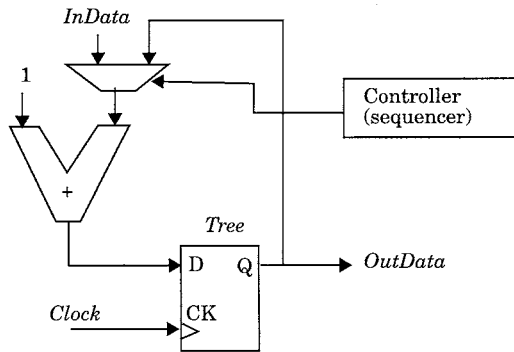 InData
1
Controller
(sequencer)
+
Tree
D Q
OutData
Clock
CK